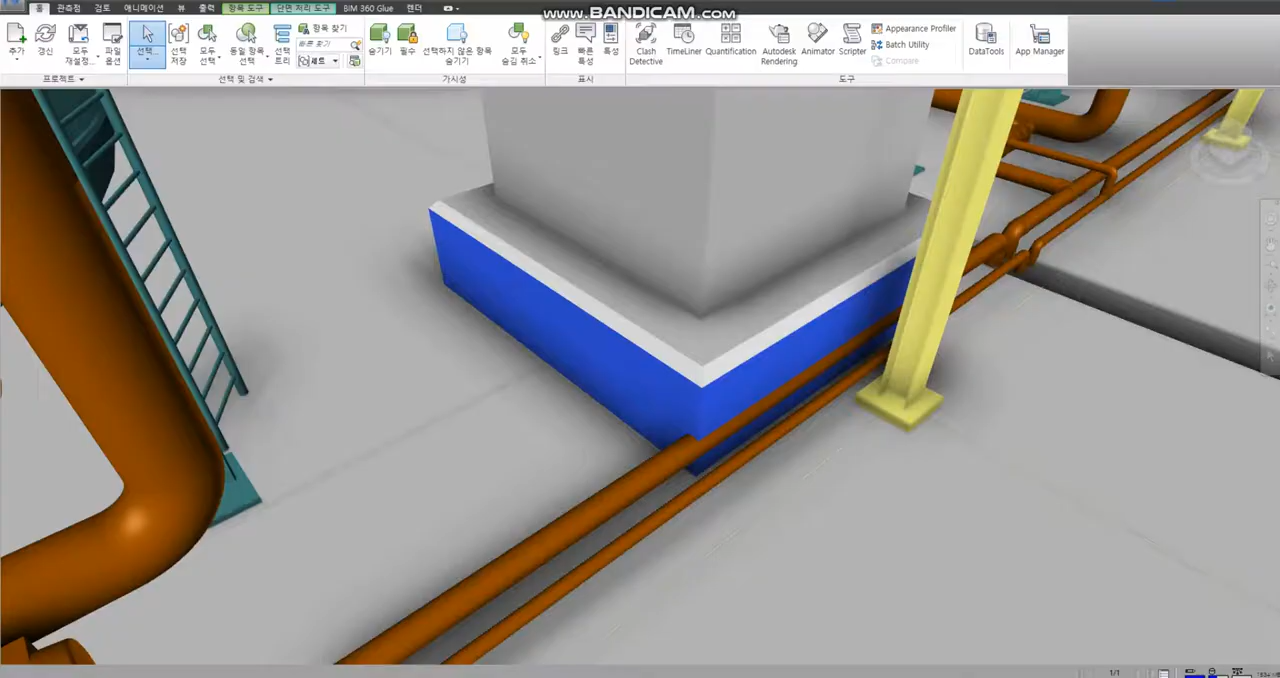 www.BANDICAM.com
홈 관측점 검토 애니메이션 뷰 출력 항목 도구 단면 처리 도구 BIM 360 Glue 렌더
추가 갱신 모두 재설정... 파일 옵션
프로젝트
선택 선택 저장 모두 선택 동일 항목 선택 선택 트리
항목 찾기
빠른 찾기
세트
선택 및 검색
숨기기 필수 선택하지 않은 항목 숨기기 모두 숨김 취소
가시성
링크 빠른 특성 특성
표시
Clash Detective TimeLiner Quantification Autodesk Rendering Animator Scripter
Appearance Profiler
Batch Utility
Compare
도구
DataTools App Manager
1/1